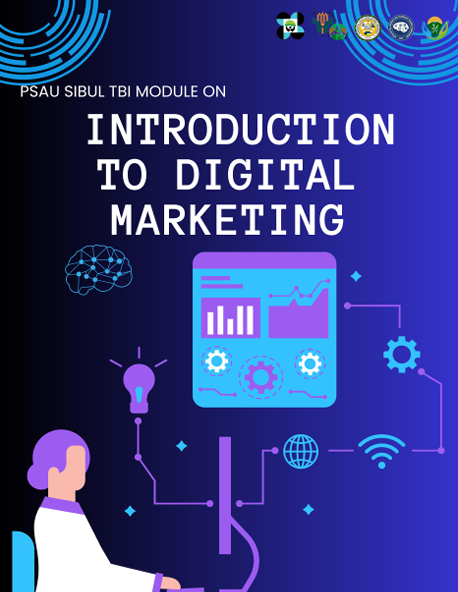 PSAU SIBUL TBI MODULE ON
INTRODUCTION
TO DIGITAL
MARKETING